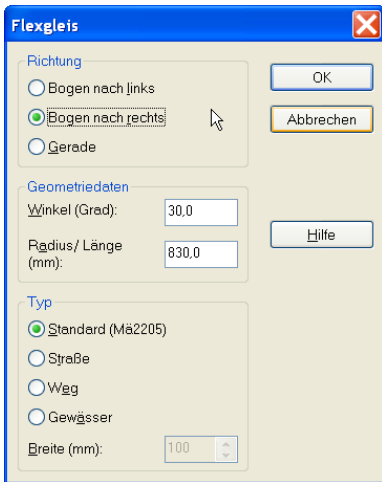 Flexgleis
Richtung
Bogen nach links
Bogen nach rechts
Gerade
OK
Abbrechen
Geometriedaten
Winkel (Grad): 30,0
Radius/ Länge
(mm): 830,0
Hilfe
Typ
Standard (Mä2205)
Straße
Weg
Gewässer
Breite (mm): 100